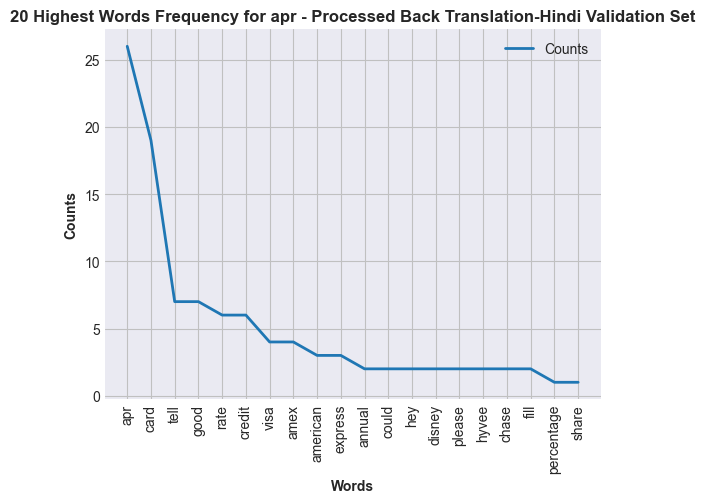 20 Highest Words Frequency for apr - Processed Back Translation-Hindi Validation Set
Counts
25
20
15
10
5
0
Counts
apr
card
tell
good
rate
credit
visa
amex
american
express
annual
could
hey
disney
please
hyvee
chase
fill
percentage
share
Words